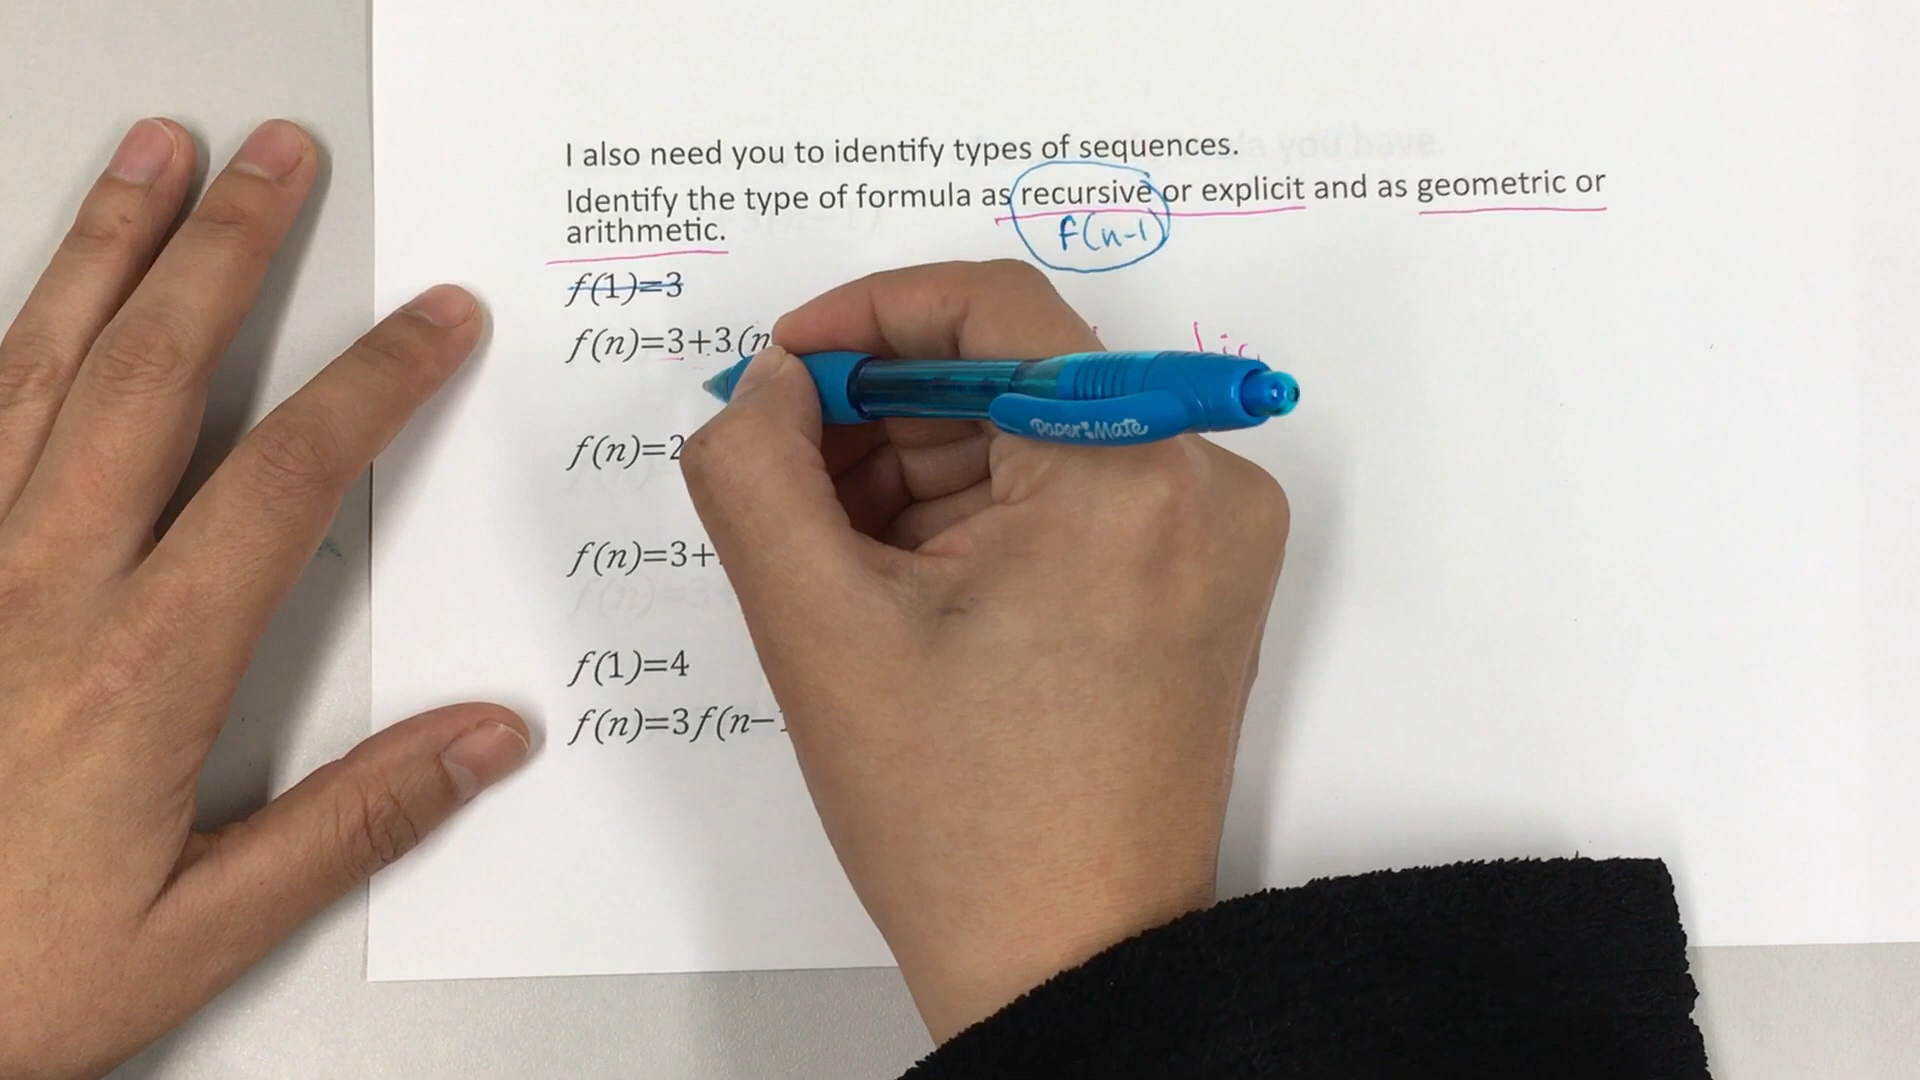 I also need you to identify types of sequences.
Identify the type of formula as recursive or explicit and as geometric or
arithmetic.
f(n-1)
f(1)=3
f(n)=3+3(n
f(n)=2
f(n)=3+
f(1)=4
f(n)=3f(n−
Paper:Mate